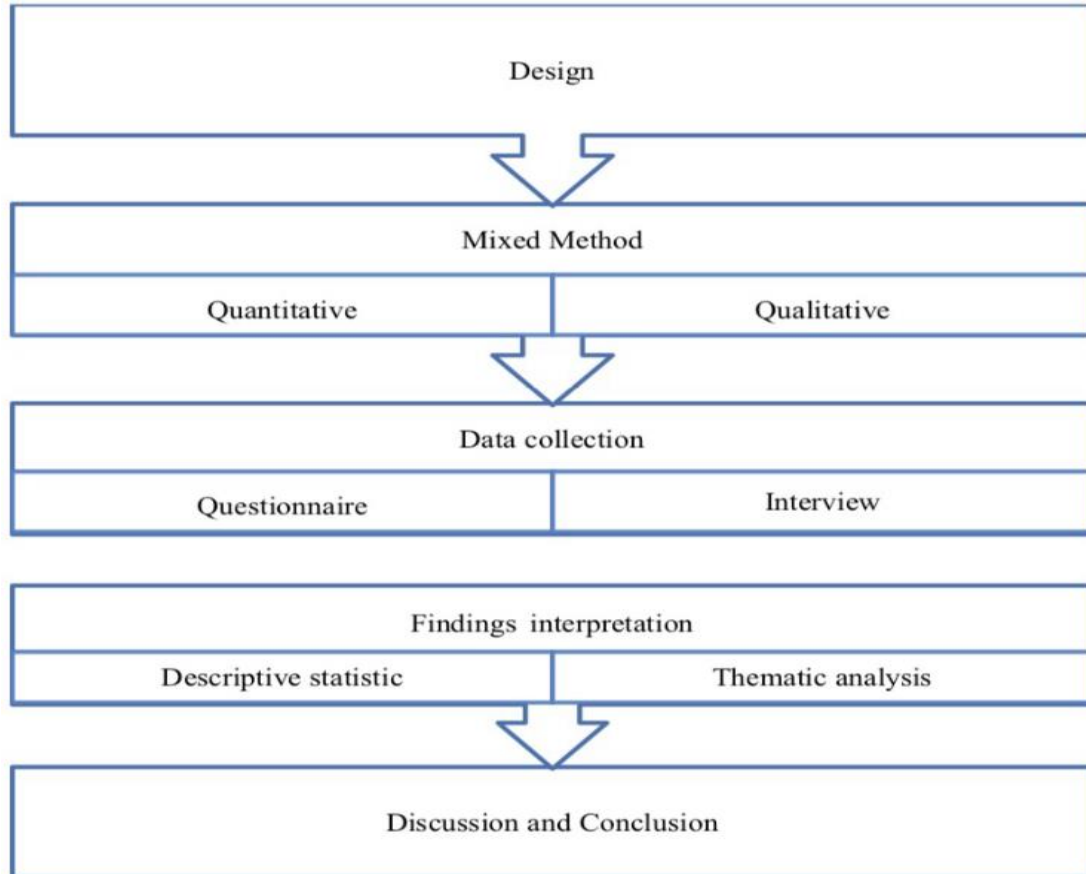 Design
Mixed Method
Quantitative
Qualitative
Data collection
Questionnaire
Interview
Findings interpretation
Descriptive statistic
Thematic analysis
Discussion and Conclusion